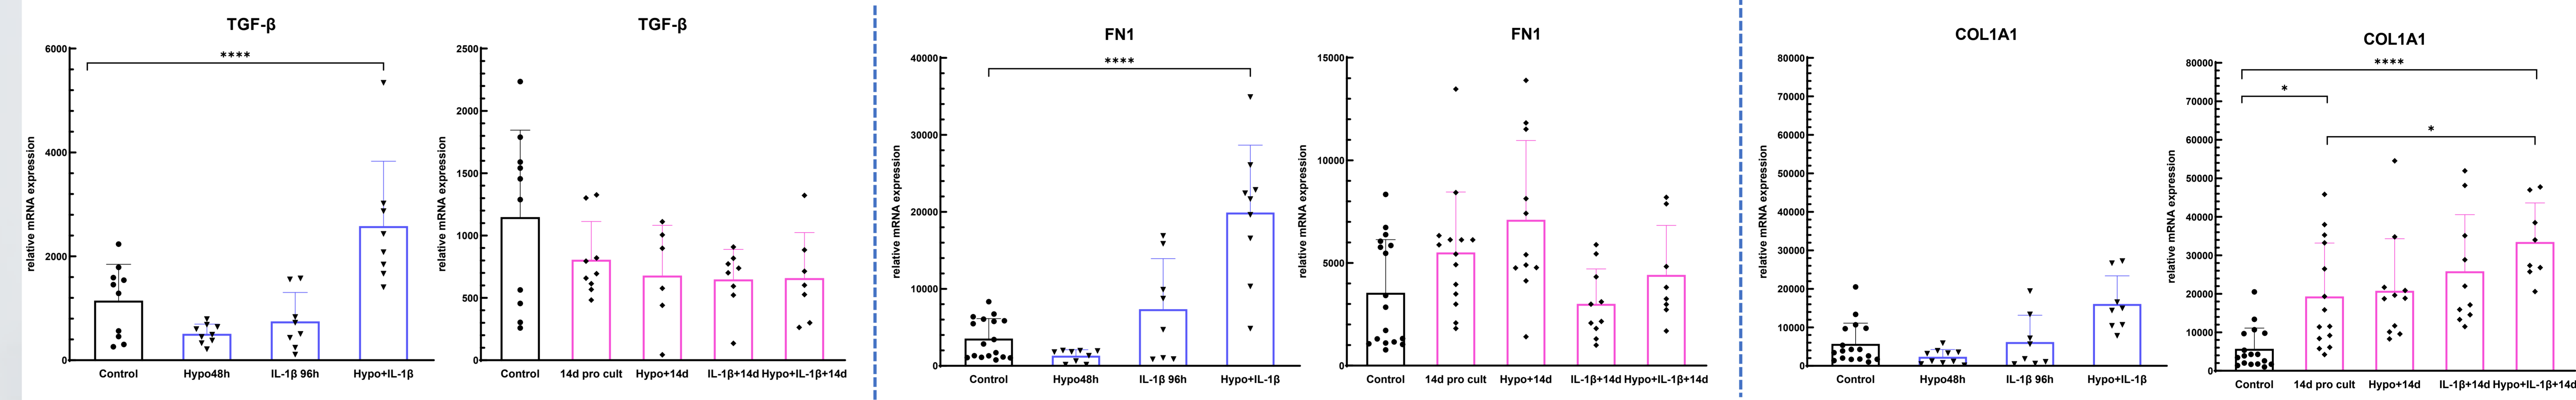 TGF-β
relative mRNA expression
6000
4000
2000
0
****
Control
Hypo48h
IL-1β 96h
Hypo+IL-1β
TGF-β
relative mRNA expression
2500
2000
1500
1000
500
0
Control
14d pro cult
Hypo+14d
IL-1β+14d
Hypo+IL-1β+14d
FN1
relative mRNA expression
40000
30000
20000
10000
0
****
Control
Hypo48h
IL-1β 96h
Hypo+IL-1β
FN1
relative mRNA expression
15000
10000
5000
0
Control
14d pro cult
Hypo+14d
IL-1β+14d
Hypo+IL-1β+14d
COL1A1
relative mRNA expression
80000
70000
60000
50000
40000
30000
20000
10000
0
Control
Hypo48h
IL-1β 96h
Hypo+IL-1β
COL1A1
relative mRNA expression
80000
70000
60000
50000
40000
30000
20000
10000
0
****
*
*
Control
14d pro cult
Hypo+14d
IL-1β+14d
Hypo+IL-1β+14d